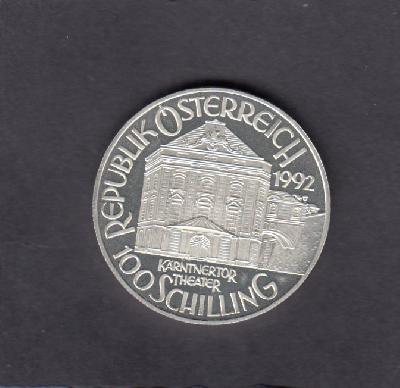 REPUBLIK ÖSTERREICH
1992
KÄRNTNERTOR
THEATER
100 SCHILLING